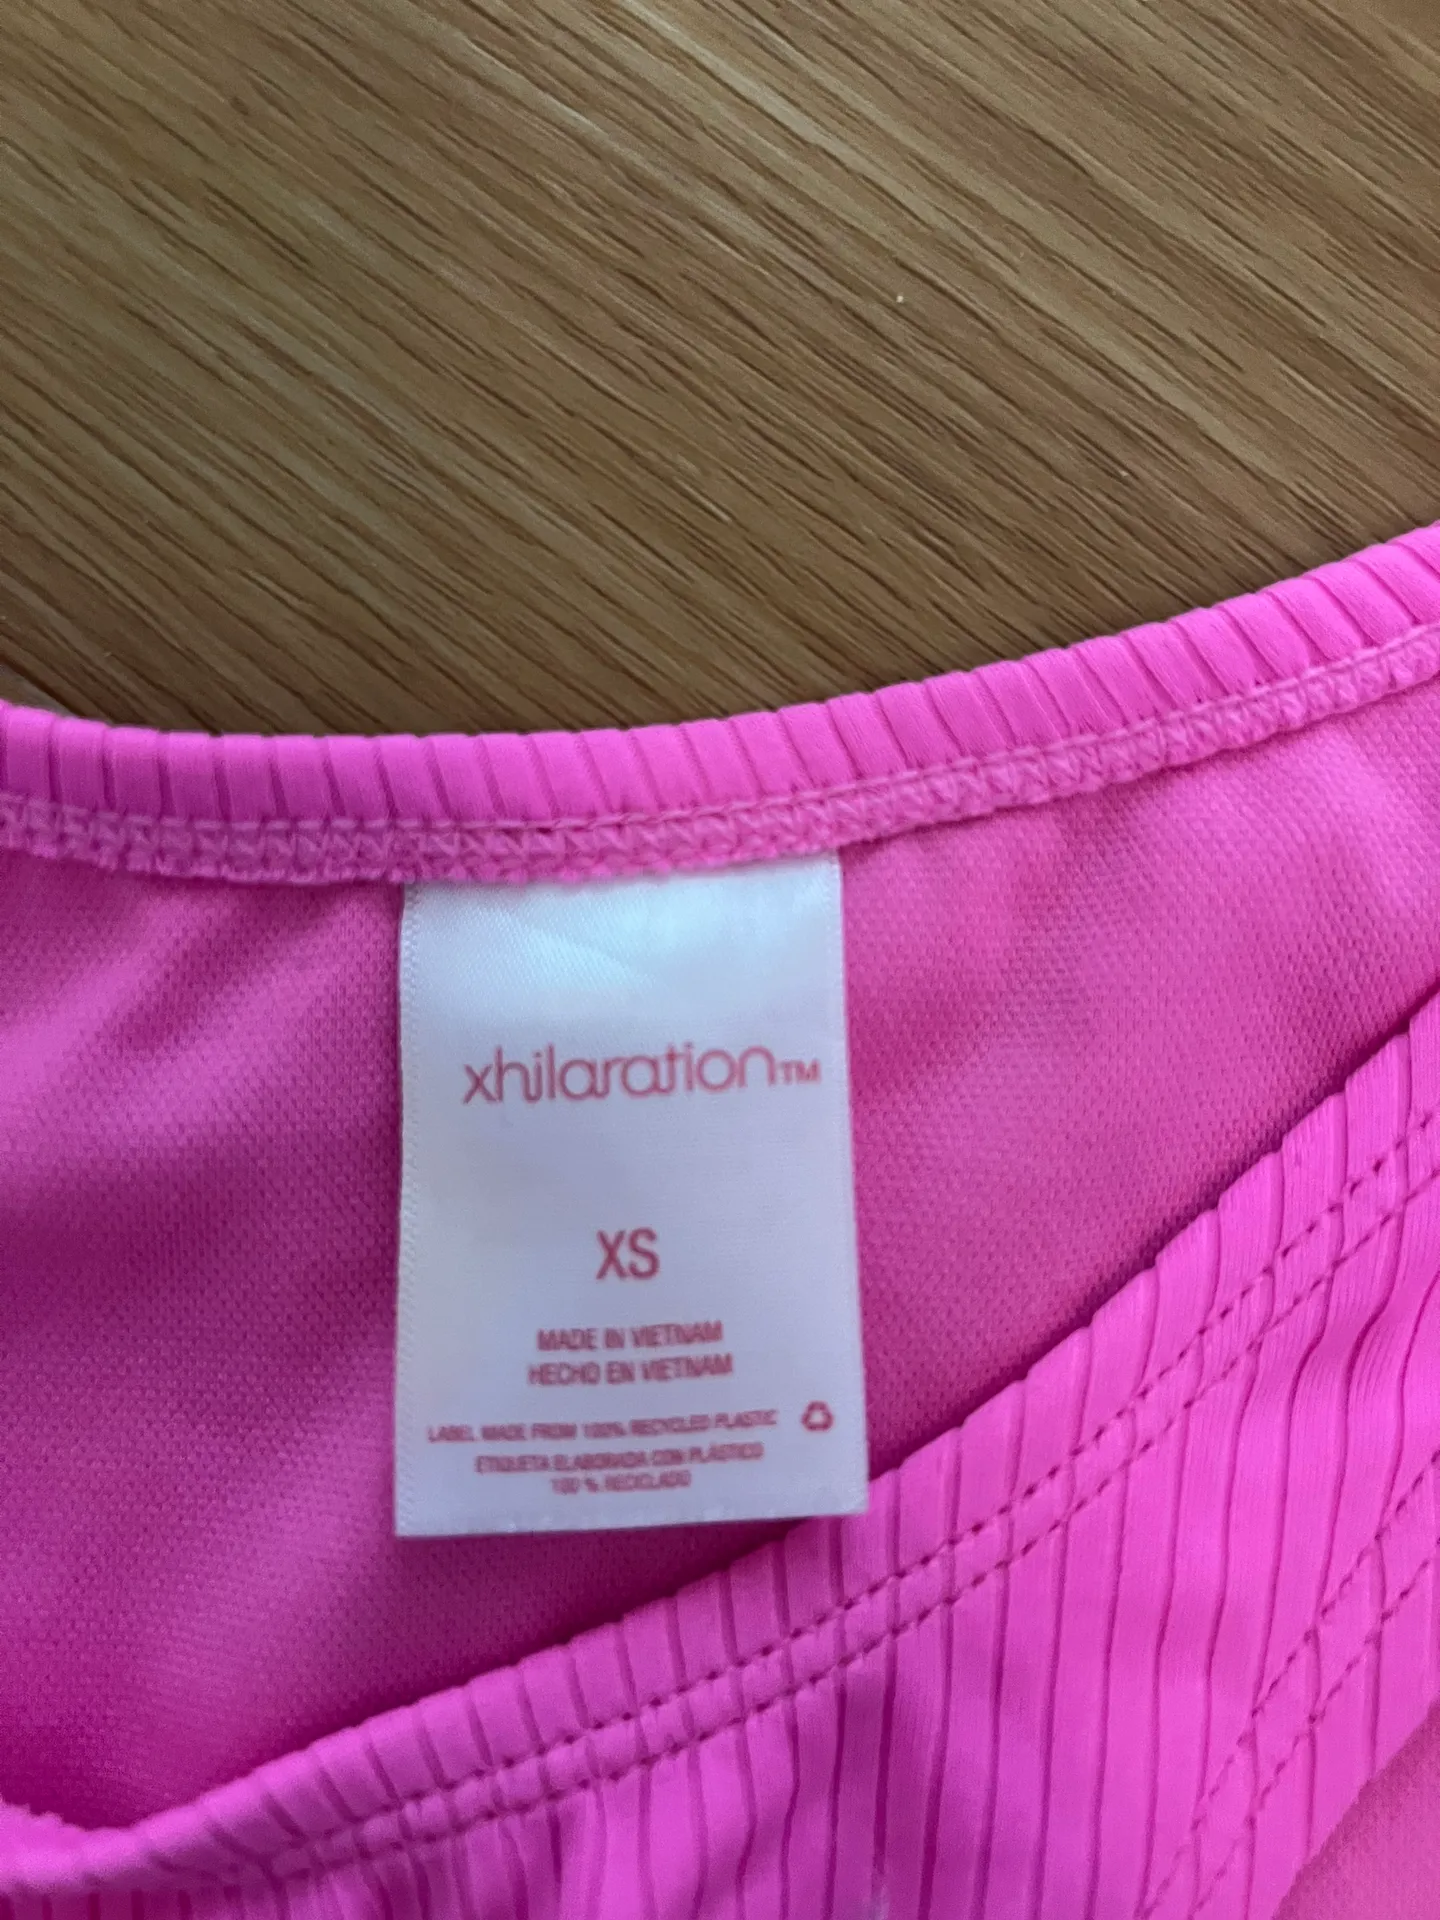 xhilaration™
XS
MADE IN VIETNAM
HECHO EN VIETNAM
LABEL MADE FROM 100% RECYCLED PLASTIC
ETIQUETA ELABORADA CON PLÁSTICO
100 % RECICLADO